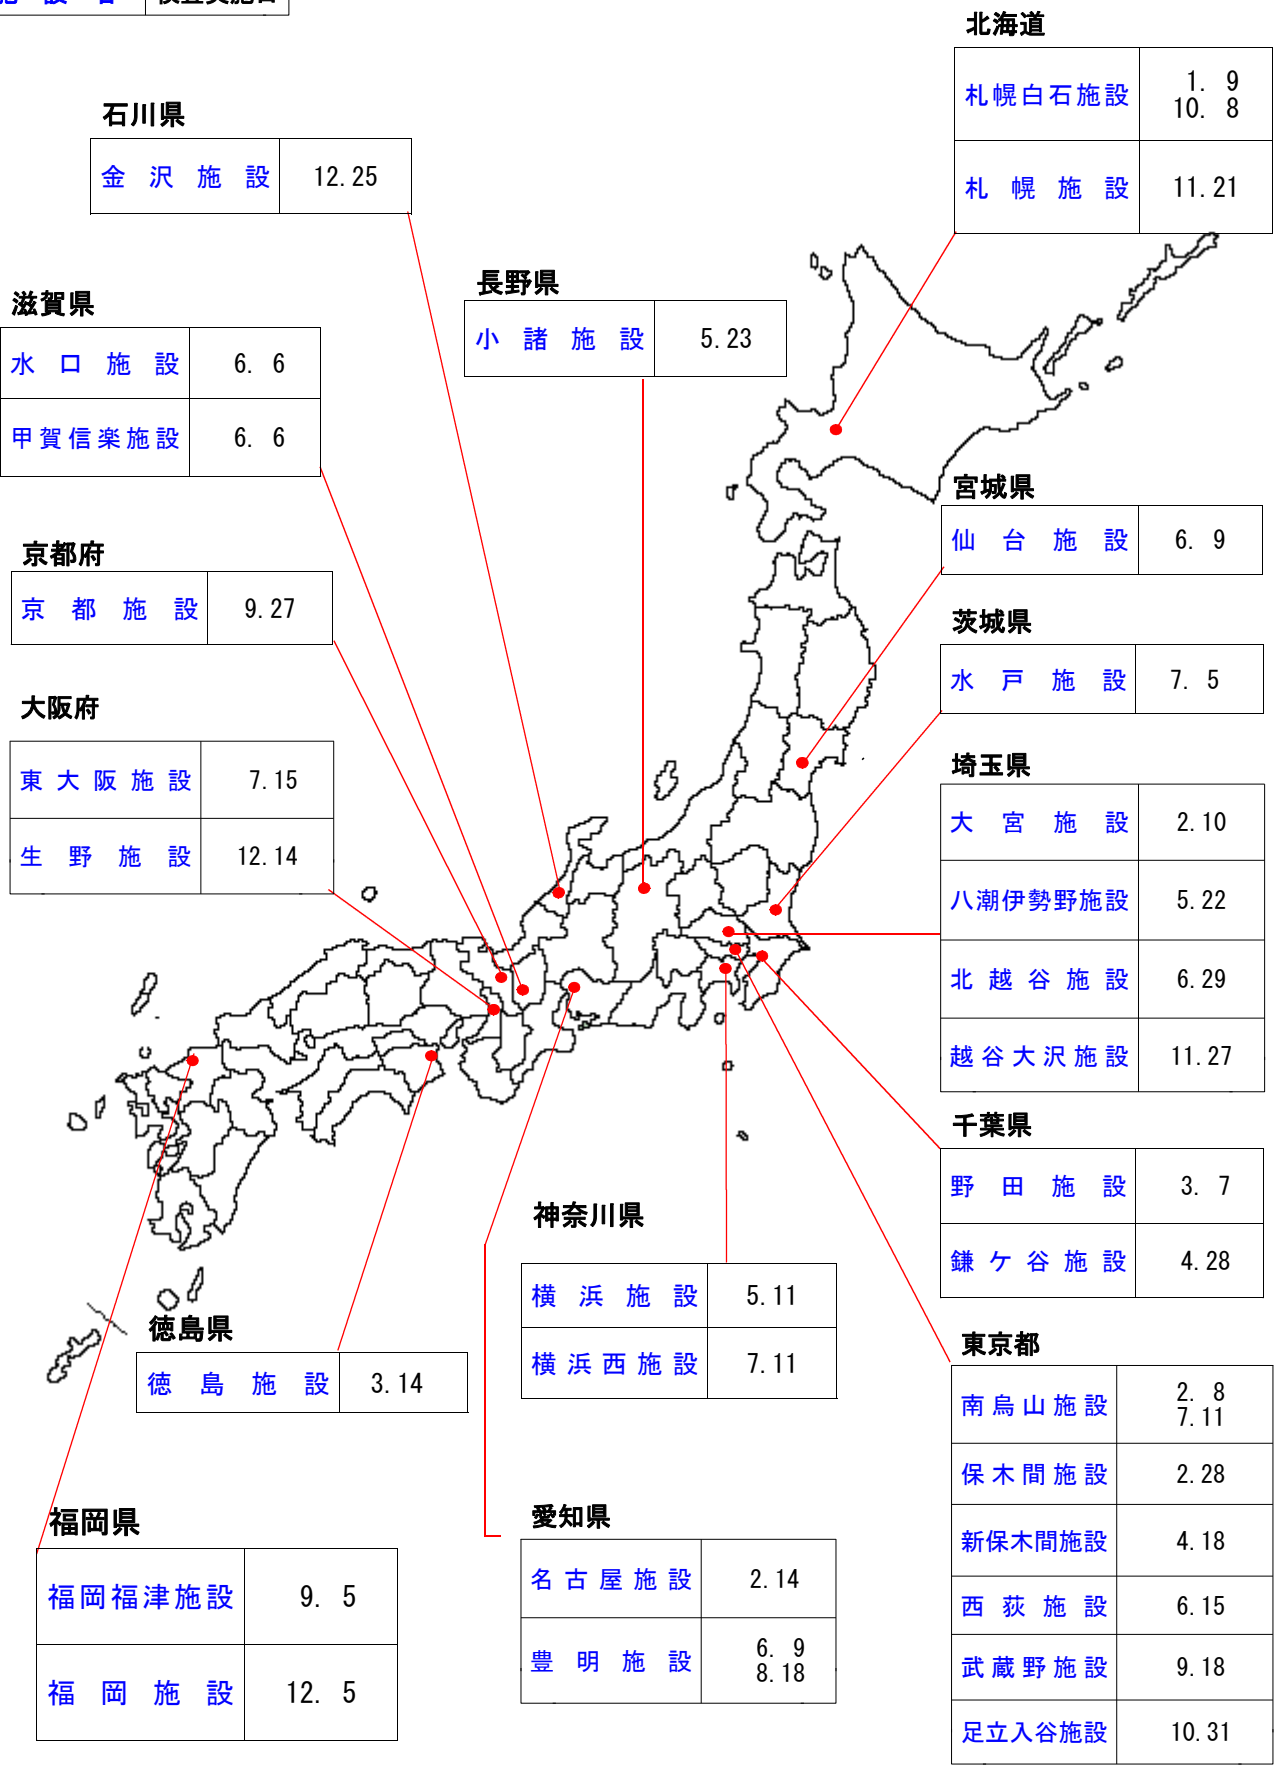 北海道
札幌白石施設 1. 9
10. 8
札幌施設 11.21
石川県
金沢施設 12.25
長野県
小諸施設 5.23
滋賀県
水口施設 6. 6
甲賀信楽施設 6. 6
宮城県
仙台施設 6. 9
京都府
京都施設 9.27
茨城県
水戸施設 7. 5
大阪府
東大阪施設 7.15
生野施設 12.14
埼玉県
大宮施設 2.10
八潮伊勢野施設 5.22
北越谷施設 6.29
越谷大沢施設 11.27
千葉県
野田施設 3. 7
鎌ケ谷施設 4.28
神奈川県
横浜施設 5.11
横浜西施設 7.11
徳島県
徳島施設 3.14
東京都
南烏山施設 2. 8
7.11
保木間施設 2.28
新保木間施設 4.18
西荻施設 6.15
武蔵野施設 9.18
足立入谷施設 10.31
愛知県
名古屋施設 2.14
豊明施設 6. 9
8.18
福岡県
福岡福津施設 9. 5
福岡施設 12. 5